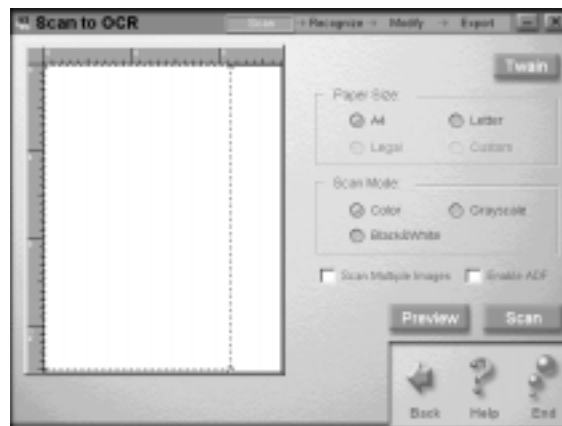 Scan to OCR
Scan → Recognize → Modify → Export
Twain
Paper Size:
A4 Letter
Legal Custom
Scan Mode:
Color Grayscale
Black&White
Scan Multiple Images Enable ADF
Preview Scan
Back Help End